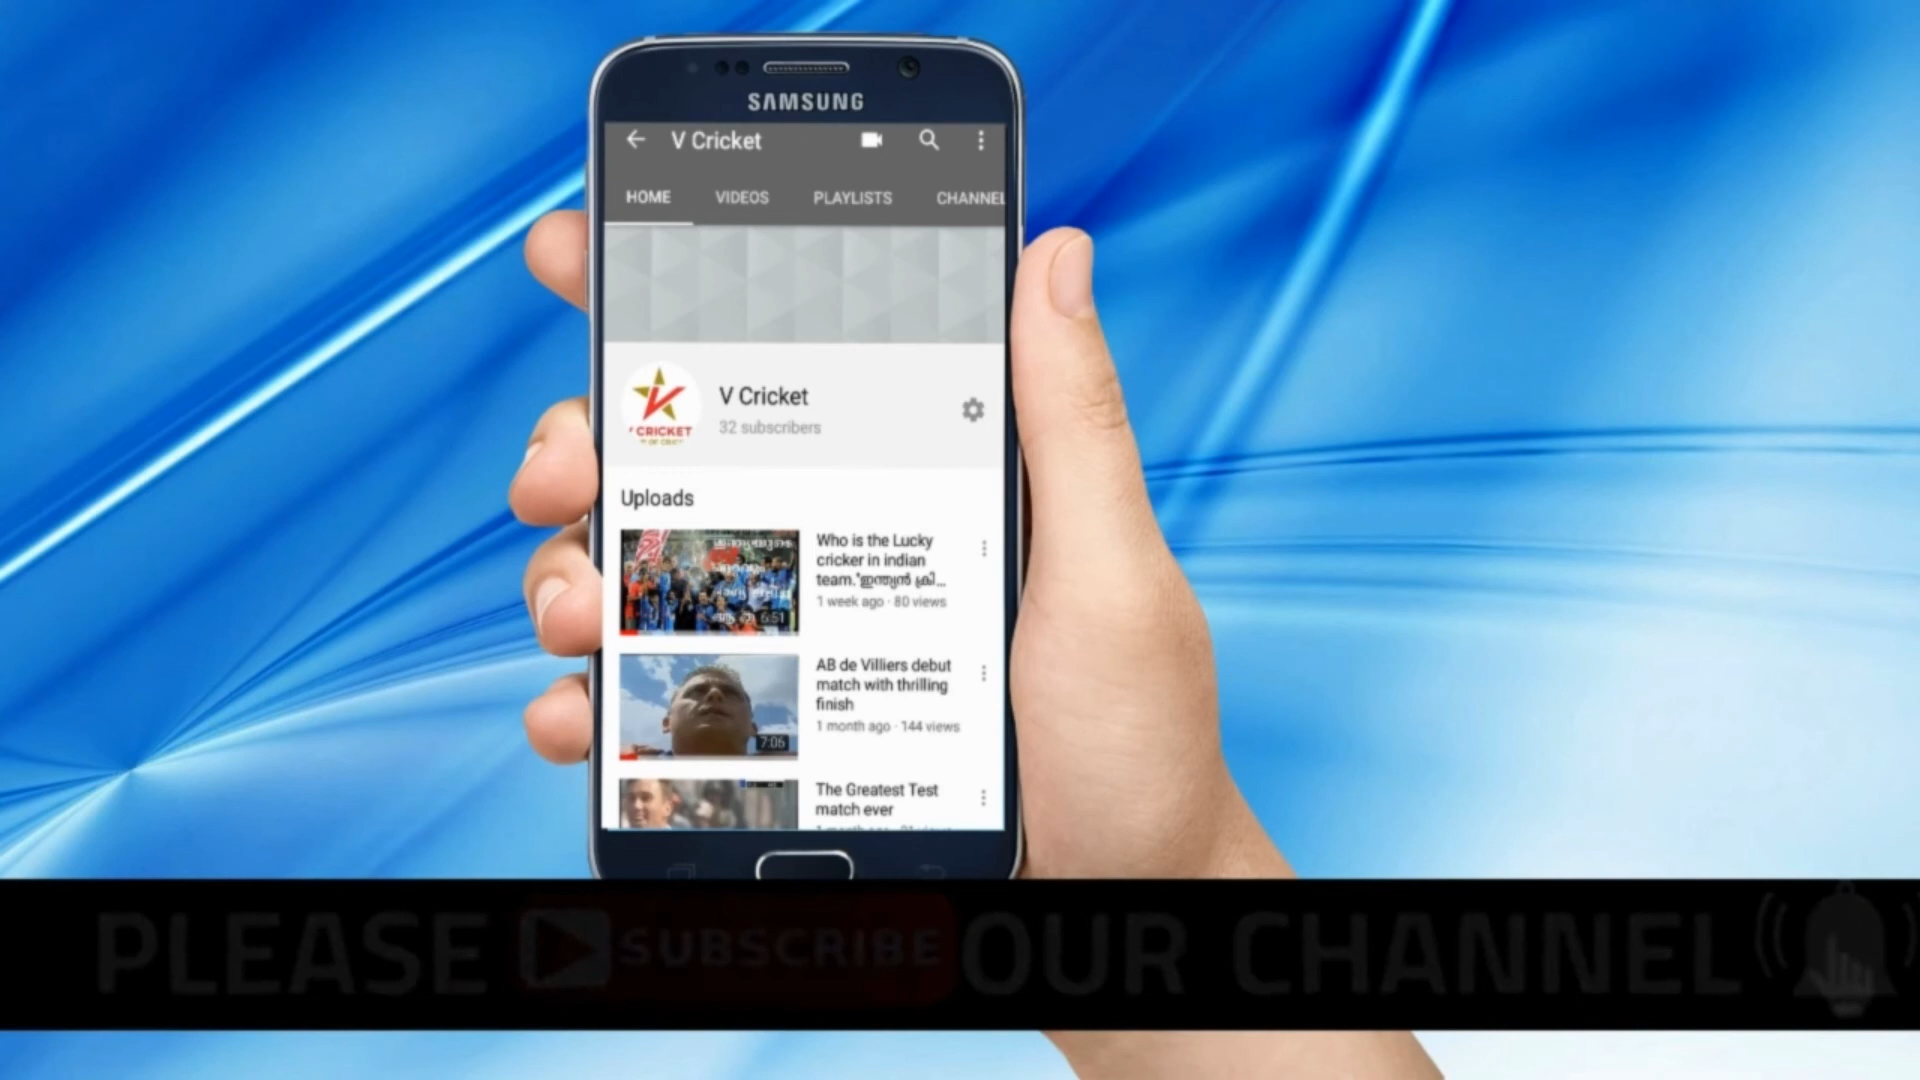 SAMSUNG
V Cricket
HOME VIDEOS PLAYLISTS CHANNEL
V Cricket
32 subscribers
CRICKET
Uploads
Who is the Lucky
cricker in indian
team."ഇന്ത്യൻ ക്രി...
1 week ago · 80 views
6:51
AB de Villiers debut
match with thrilling
finish
1 month ago · 144 views
7:06
The Greatest Test
match ever
PLEASE SUBSCRIBE OUR CHANNEL